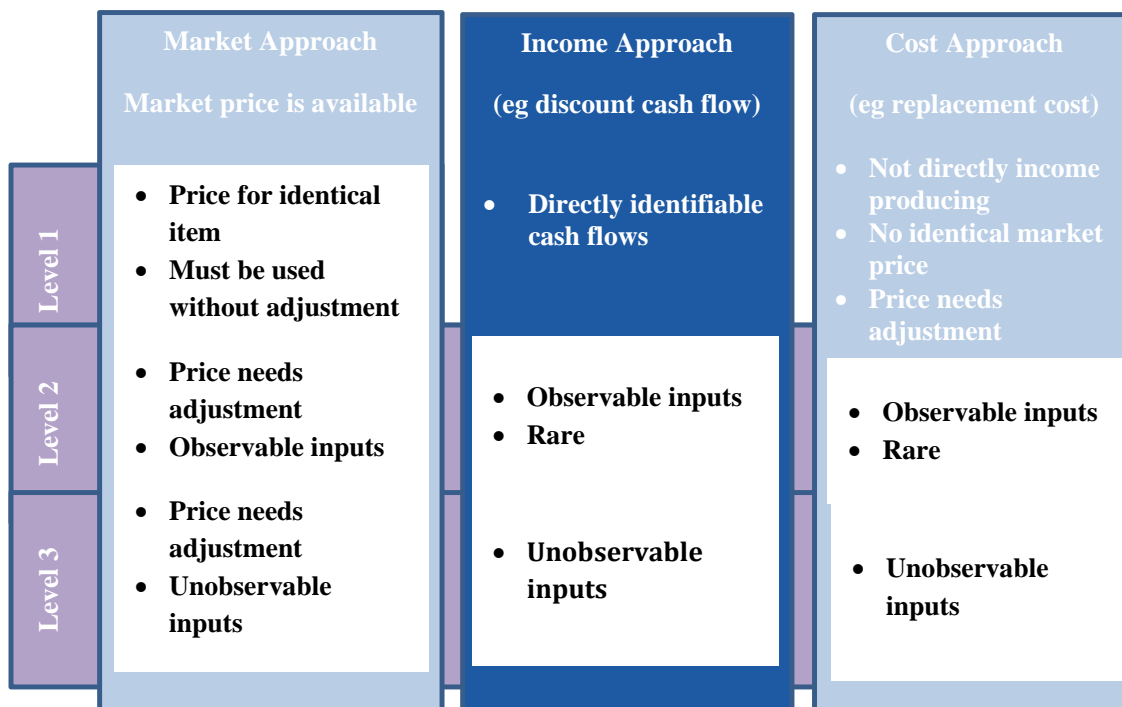 Market Approach
Market price is available
Income Approach
(eg discount cash flow)
Cost Approach
(eg replacement cost)
Level 1
• Price for identical
item
• Must be used
without adjustment
• Directly identifiable
cash flows
• Not directly income
producing
• No identical market
price
• Price needs
adjustment
Level 2
• Price needs
adjustment
• Observable inputs
• Observable inputs
• Rare
• Observable inputs
• Rare
Level 3
• Price needs
adjustment
• Unobservable
inputs
• Unobservable
inputs
• Unobservable
inputs